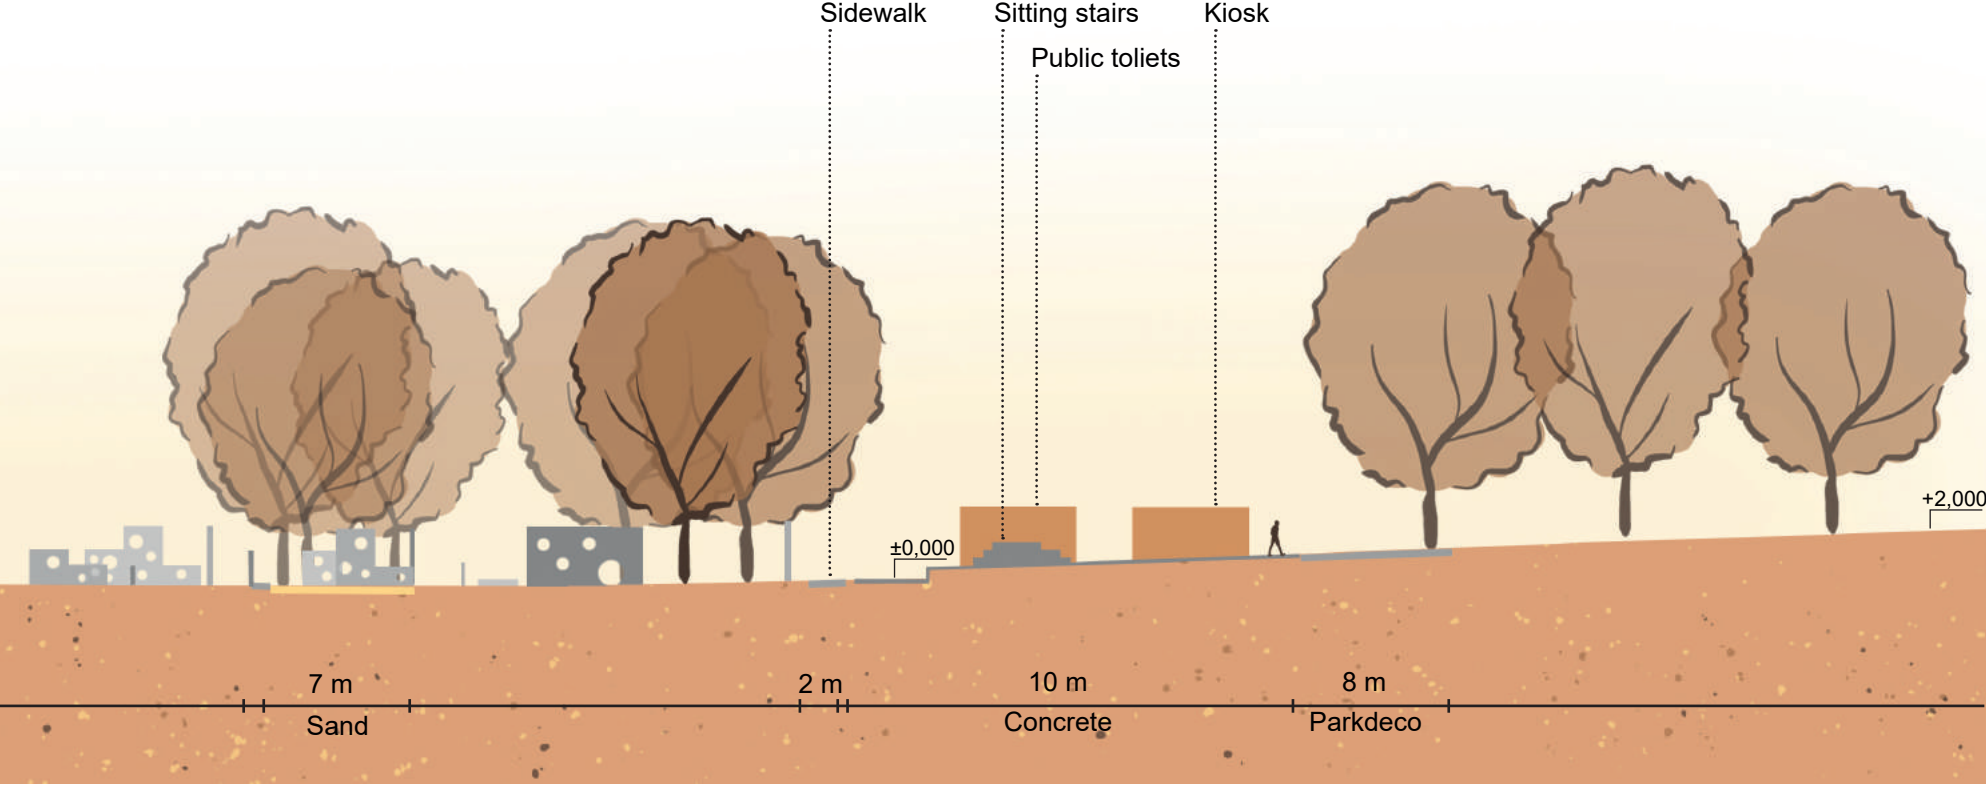 Sidewalk
Sitting stairs
Kiosk
Public toliets
+2,000
±0,000
7 m
2 m
10 m
8 m
Sand
Concrete
Parkdeco